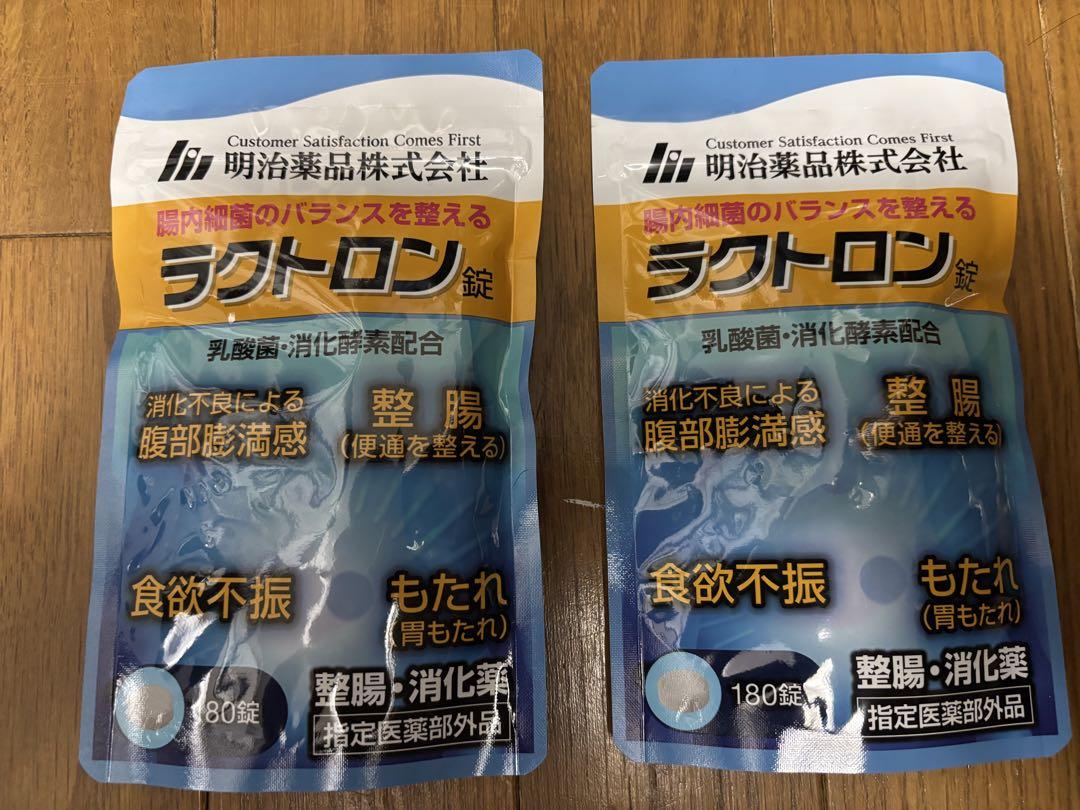 Customer Satisfaction Comes First
明治薬品株式会社
腸内細菌のバランスを整える
ラクトロン錠
乳酸菌・消化酵素配合
消化不良による
腹部膨満感
整腸
(便通を整える)
食欲不振
もたれ
(胃もたれ)
180錠
整腸・消化薬
指定医薬部外品
Customer Satisfaction Comes First
明治薬品株式会社
腸内細菌のバランスを整える
ラクトロン錠
乳酸菌・消化酵素配合
消化不良による
腹部膨満感
整腸
(便通を整える)
食欲不振
もたれ
(胃もたれ)
180錠
整腸・消化薬
指定医薬部外品